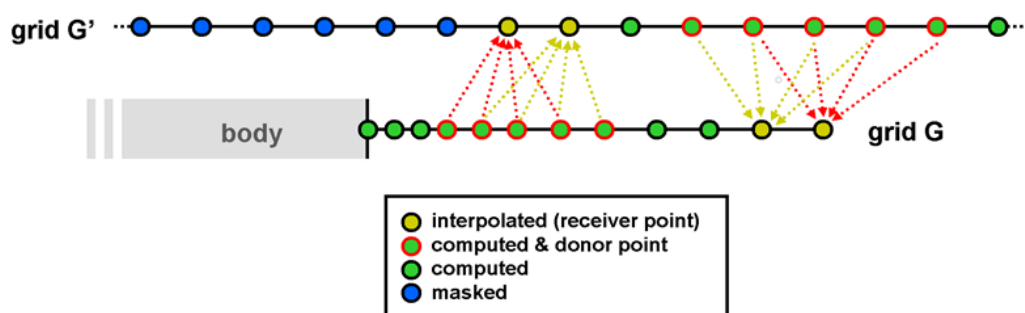 grid G’
body
grid G
interpolated (receiver point)
computed & donor point
computed
masked